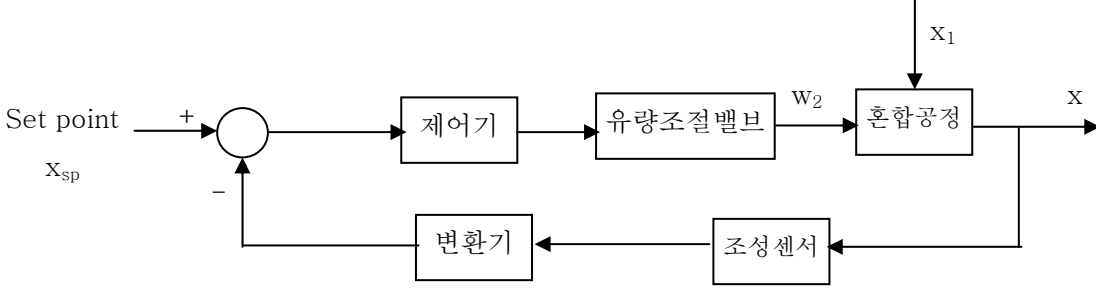 x₁
Set point
x_sp
+
−
제어기
유량조절밸브
w₂
혼합공정
x
변환기
조성센서